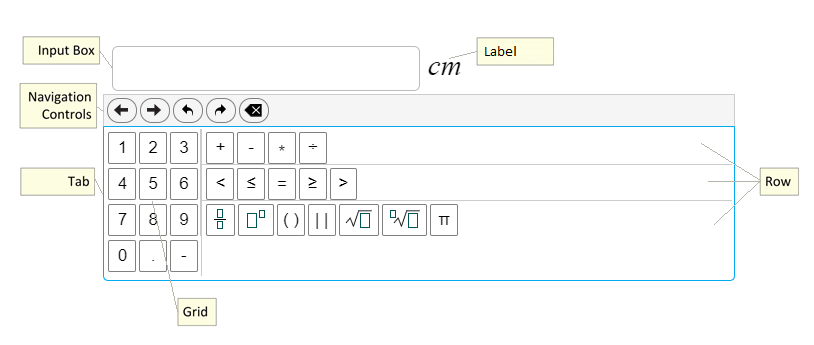 Input Box
cm
Label
Navigation
Controls
1 2 3 + - * ÷
Tab
4 5 6 < ≤ = ≥ >
Row
7 8 9 ( ) | | √ √ π
0 . -
Grid